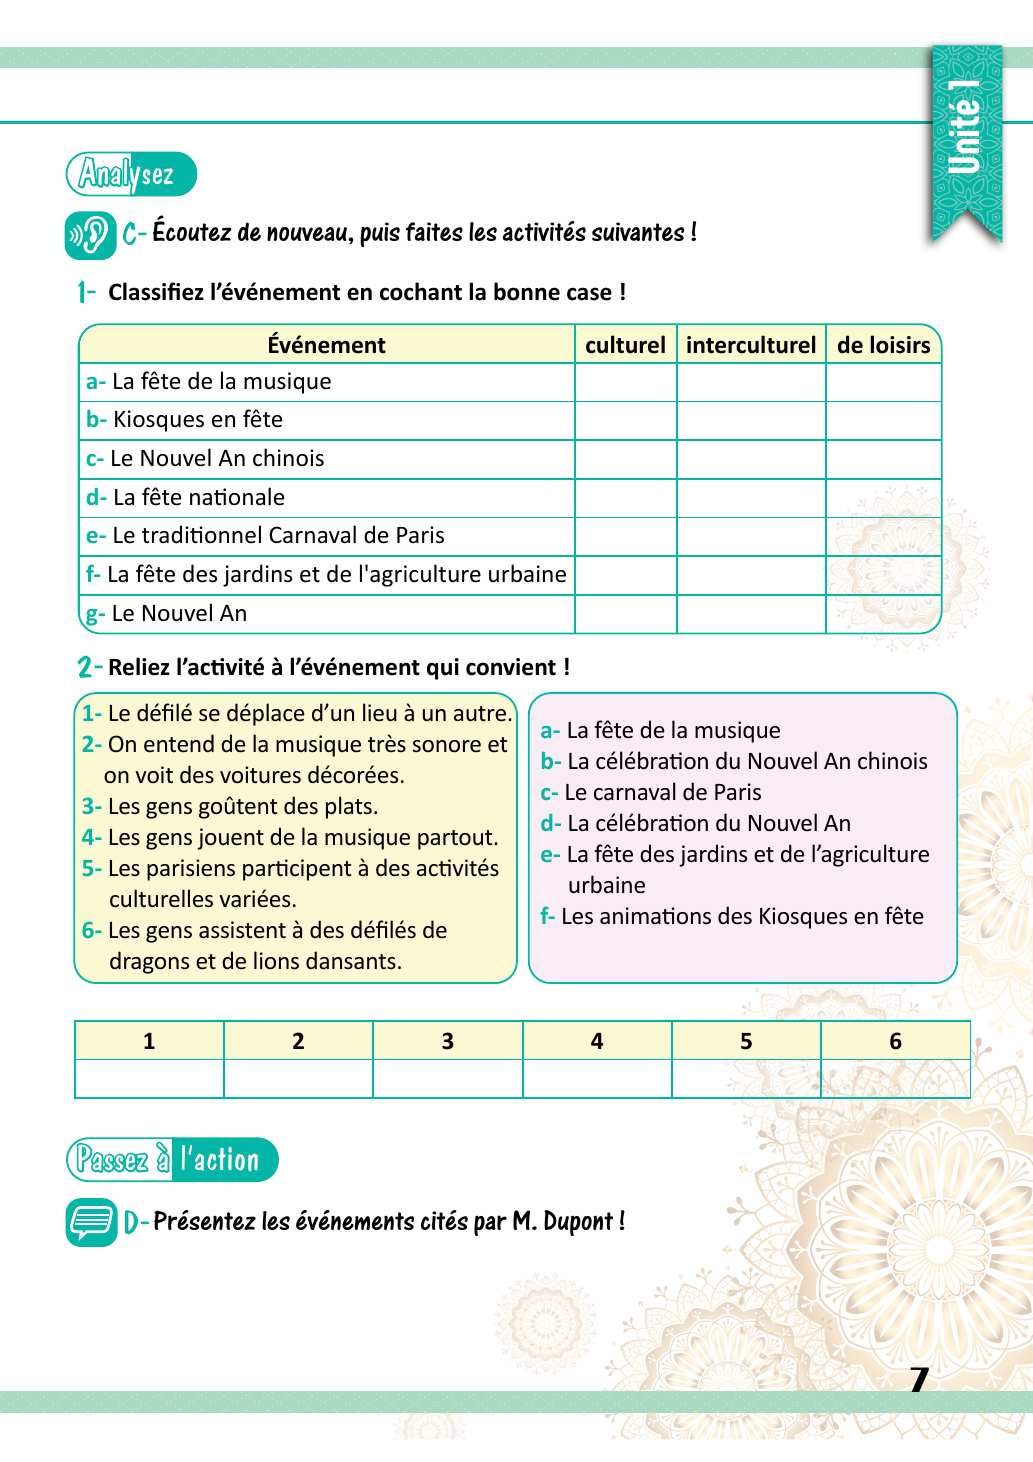 Unité 1
Analysez
C- Écoutez de nouveau, puis faites les activités suivantes !
1- Classifiez l’événement en cochant la bonne case !
Événement culturel interculturel de loisirs
a- La fête de la musique
b- Kiosques en fête
c- Le Nouvel An chinois
d- La fête nationale
e- Le traditionnel Carnaval de Paris
f- La fête des jardins et de l'agriculture urbaine
g- Le Nouvel An
2- Reliez l’activité à l’événement qui convient !
1- Le défilé se déplace d’un lieu à un autre.
2- On entend de la musique très sonore et
on voit des voitures décorées.
3- Les gens goûtent des plats.
4- Les gens jouent de la musique partout.
5- Les parisiens participent à des activités
culturelles variées.
6- Les gens assistent à des défilés de
dragons et de lions dansants.
a- La fête de la musique
b- La célébration du Nouvel An chinois
c- Le carnaval de Paris
d- La célébration du Nouvel An
e- La fête des jardins et de l’agriculture
urbaine
f- Les animations des Kiosques en fête
1 2 3 4 5 6
Passez à l’action
D- Présentez les événements cités par M. Dupont !
7